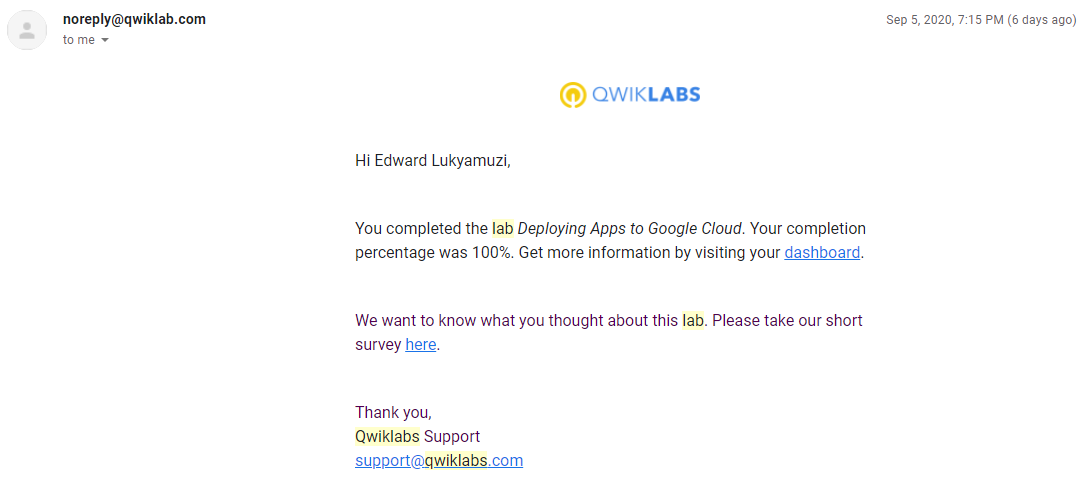 noreply@qwiklab.com
Sep 5, 2020, 7:15 PM (6 days ago)
to me
QWIKLABS
Hi Edward Lukyamuzi,
You completed the lab Deploying Apps to Google Cloud. Your completion
percentage was 100%. Get more information by visiting your dashboard.
We want to know what you thought about this lab. Please take our short
survey here.
Thank you,
Qwiklabs Support
support@qwiklabs.com